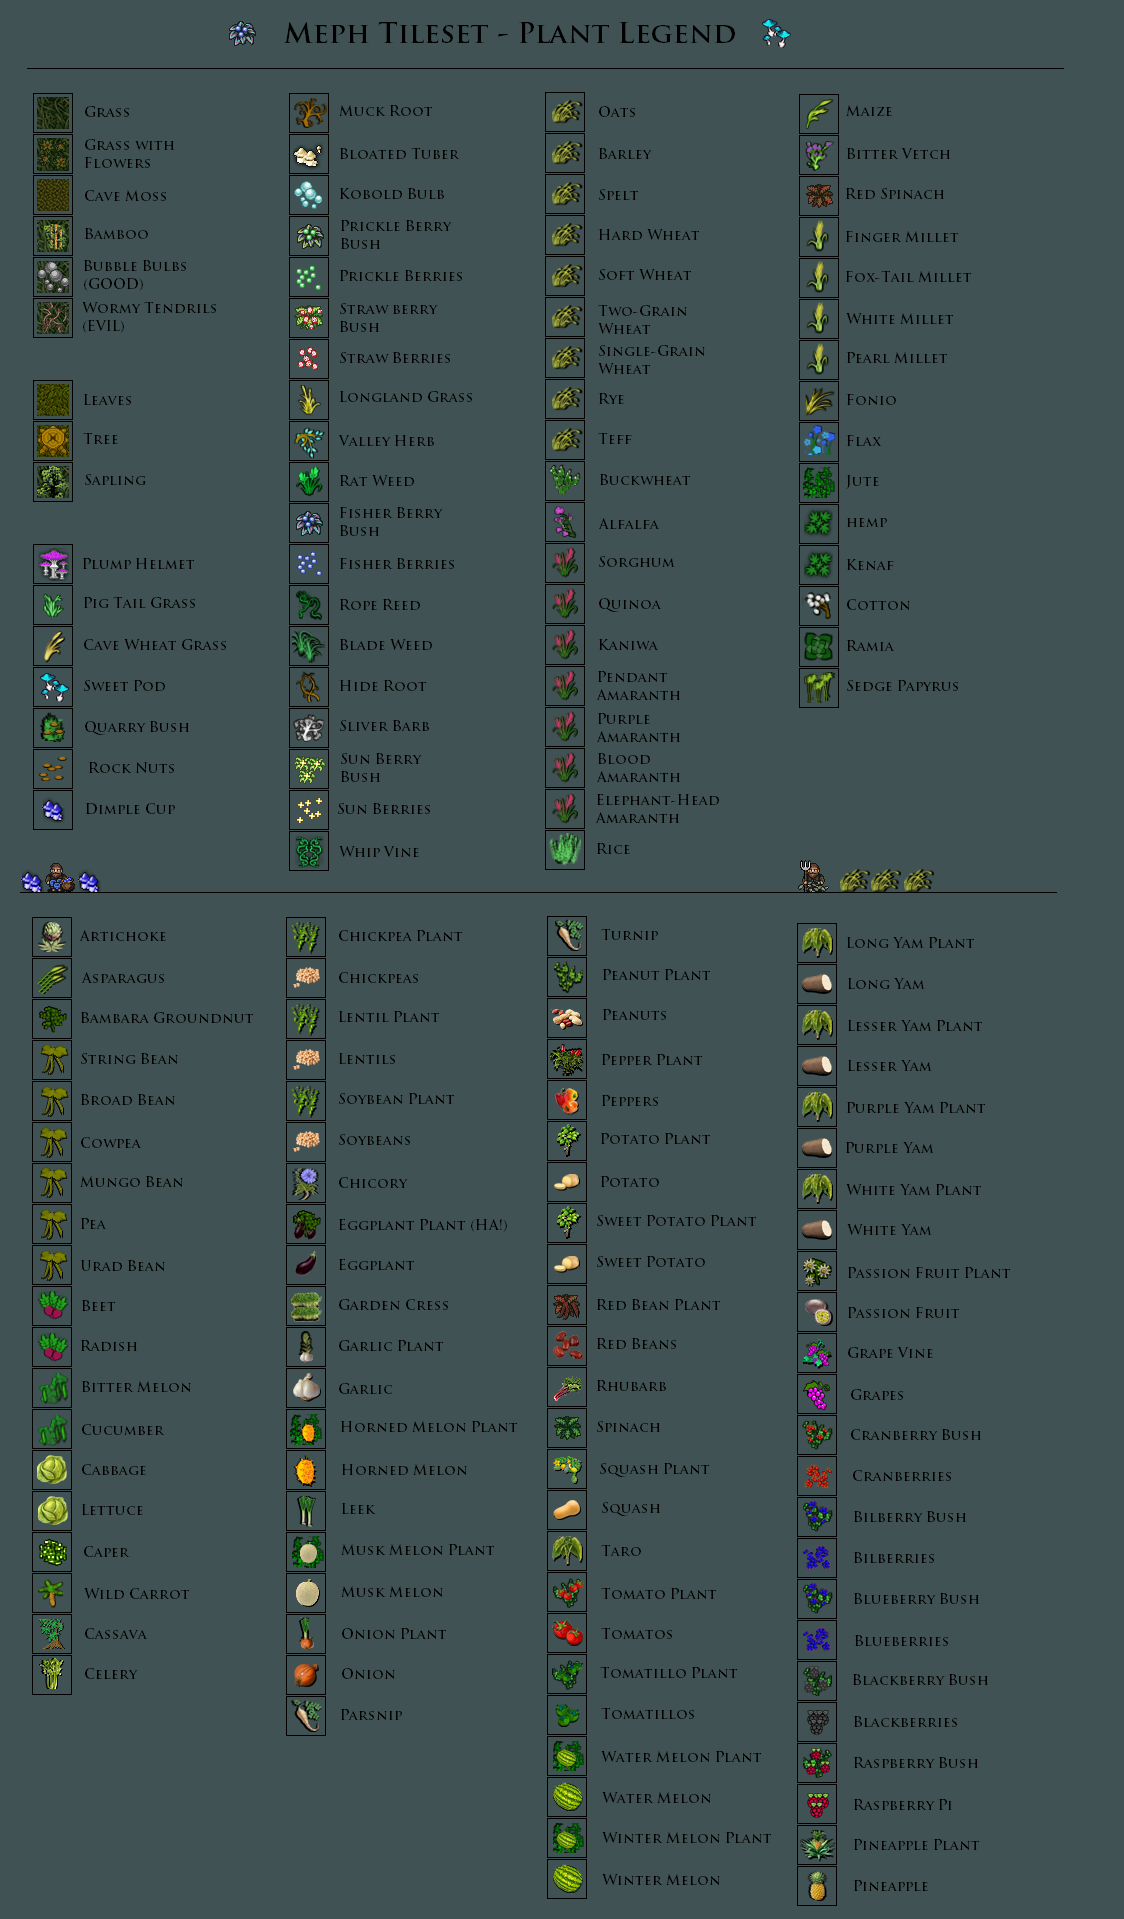 Meph Tileset - Plant Legend
Grass
Grass with
Flowers
Cave Moss
Bamboo
Bubble Bulbs
(GOOD)
Wormy Tendrils
(EVIL)
Leaves
Tree
Sapling
Plump Helmet
Pig Tail Grass
Cave Wheat Grass
Sweet Pod
Quarry Bush
Rock Nuts
Dimple Cup
Muck Root
Bloated Tuber
Kobold Bulb
Prickle Berry
Bush
Prickle Berries
Straw berry
Bush
Straw Berries
Longland Grass
Valley Herb
Rat Weed
Fisher Berry
Bush
Fisher Berries
Rope Reed
Blade Weed
Hide Root
Sliver Barb
Sun Berry
Bush
Sun Berries
Whip Vine
Oats
Barley
Spelt
Hard Wheat
Soft Wheat
Two-Grain
Wheat
Single-Grain
Wheat
Rye
Teff
Buckwheat
Alfalfa
Sorghum
Quinoa
Kaniwa
Pendant
Amaranth
Purple
Amaranth
Blood
Amaranth
Elephant-Head
Amaranth
Rice
Maize
Bitter Vetch
Red Spinach
Finger Millet
Fox-Tail Millet
White Millet
Pearl Millet
Fonio
Flax
Jute
hemp
Kenaf
Cotton
Ramia
Sedge Papyrus
Artichoke
Asparagus
Bambara Groundnut
String Bean
Broad Bean
Cowpea
Mungo Bean
Pea
Urad Bean
Beet
Radish
Bitter Melon
Cucumber
Cabbage
Lettuce
Caper
Wild Carrot
Cassava
Celery
Chickpea Plant
Chickpeas
Lentil Plant
Lentils
Soybean Plant
Soybeans
Chicory
Eggplant Plant (HA!)
Eggplant
Garden Cress
Garlic Plant
Garlic
Horned Melon Plant
Horned Melon
Leek
Musk Melon Plant
Musk Melon
Onion Plant
Onion
Parsnip
Turnip
Peanut Plant
Peanuts
Pepper Plant
Peppers
Potato Plant
Potato
Sweet Potato Plant
Sweet Potato
Red Bean Plant
Red Beans
Rhubarb
Spinach
Squash Plant
Squash
Taro
Tomato Plant
Tomatos
Tomatillo Plant
Tomatillos
Water Melon Plant
Water Melon
Winter Melon Plant
Winter Melon
Long Yam Plant
Long Yam
Lesser Yam Plant
Lesser Yam
Purple Yam Plant
Purple Yam
White Yam Plant
White Yam
Passion Fruit Plant
Passion Fruit
Grape Vine
Grapes
Cranberry Bush
Cranberries
Bilberry Bush
Bilberries
Blueberry Bush
Blueberries
Blackberry Bush
Blackberries
Raspberry Bush
Raspberry Pi
Pineapple Plant
Pineapple